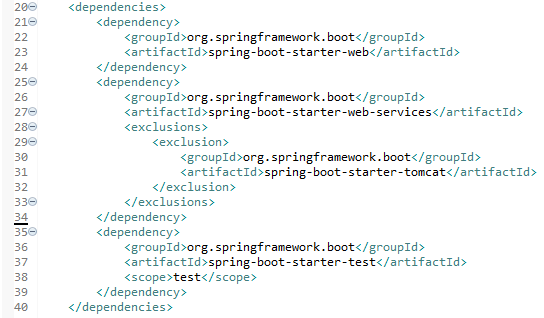 20 <dependencies>
21 <dependency>
22 <groupId>org.springframework.boot</groupId>
23 <artifactId>spring-boot-starter-web</artifactId>
24 </dependency>
25 <dependency>
26 <groupId>org.springframework.boot</groupId>
27 <artifactId>spring-boot-starter-web-services</artifactId>
28 <exclusions>
29 <exclusion>
30 <groupId>org.springframework.boot</groupId>
31 <artifactId>spring-boot-starter-tomcat</artifactId>
32 </exclusion>
33 </exclusions>
34 </dependency>
35 <dependency>
36 <groupId>org.springframework.boot</groupId>
37 <artifactId>spring-boot-starter-test</artifactId>
38 <scope>test</scope>
39 </dependency>
40 </dependencies>